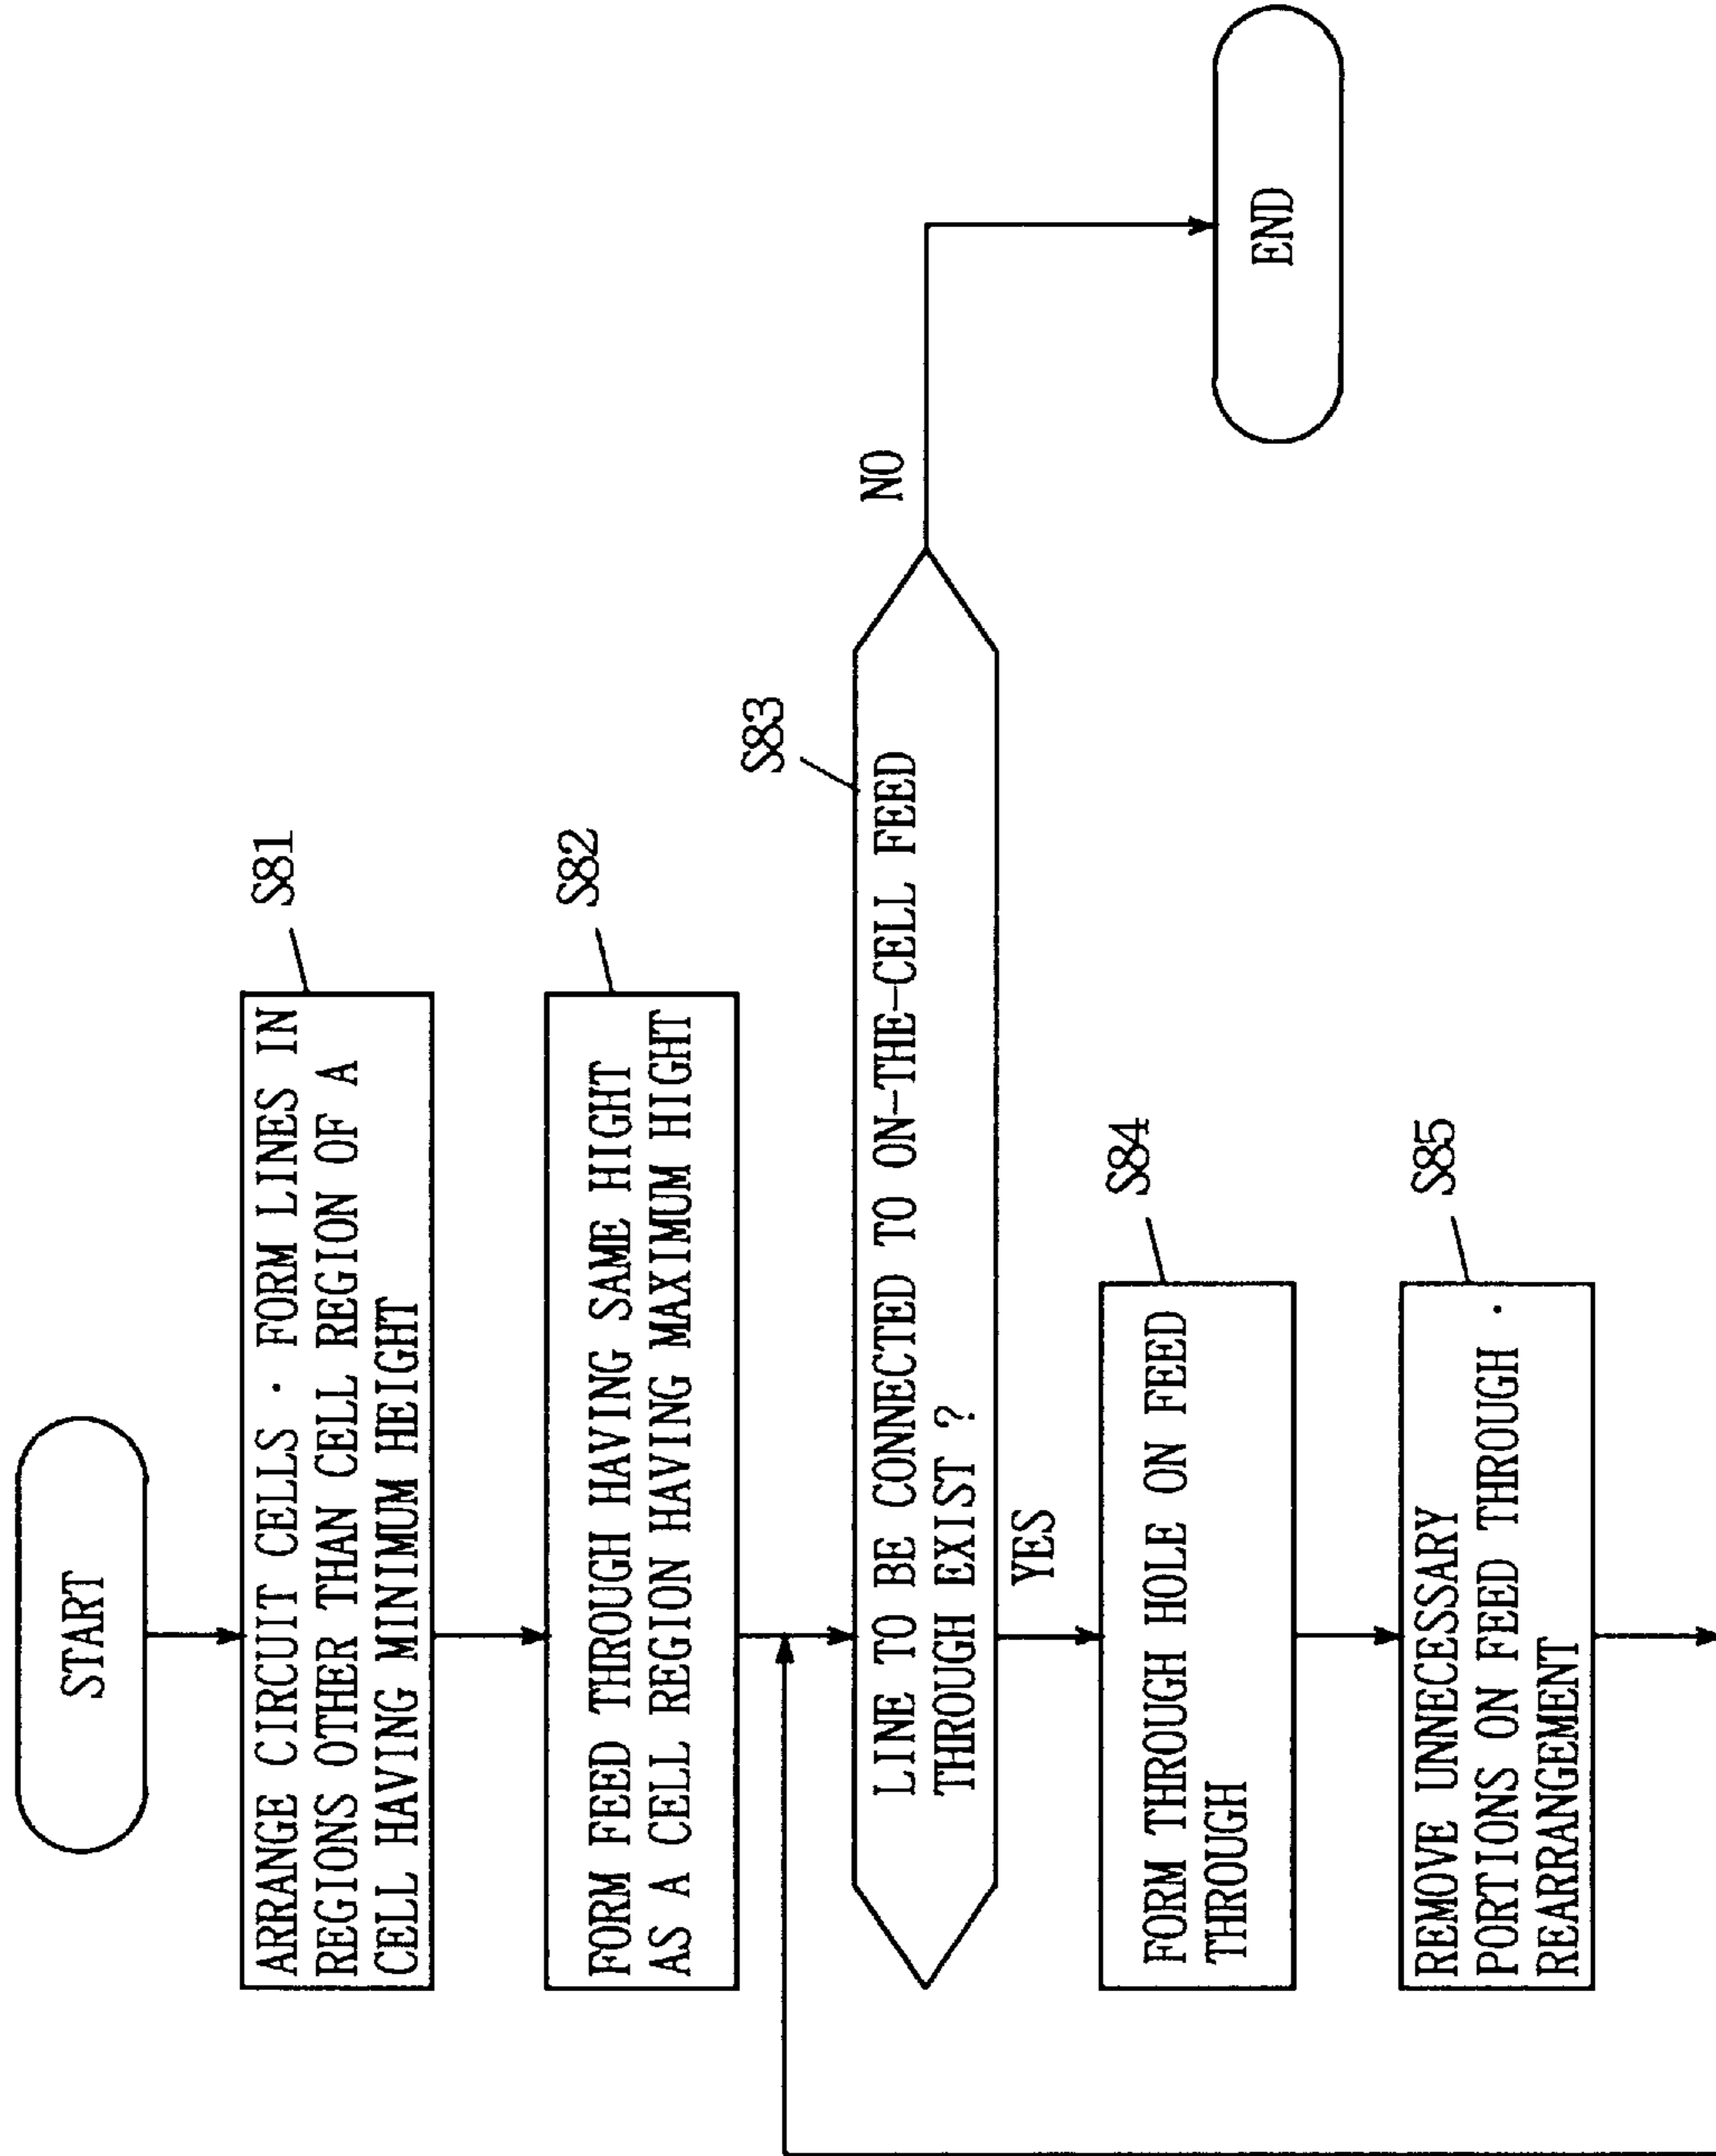 START
S81
ARRANGE CIRCUIT CELLS · FORM LINES IN
REGIONS OTHER THAN CELL REGION OF A
CELL HAVING MINIMUM HEIGHT
S82
FORM FEED THROUGH HAVING SAME HIGHT
AS A CELL REGION HAVING MAXIMUM HIGHT
S83
LINE TO BE CONNECTED TO ON-THE-CELL FEED
THROUGH EXIST ?
NO
YES
END
S84
FORM THROUGH HOLE ON FEED
THROUGH
S85
REMOVE UNNECESSARY
PORTIONS ON FEED THROUGH ·
REARRANGEMENT